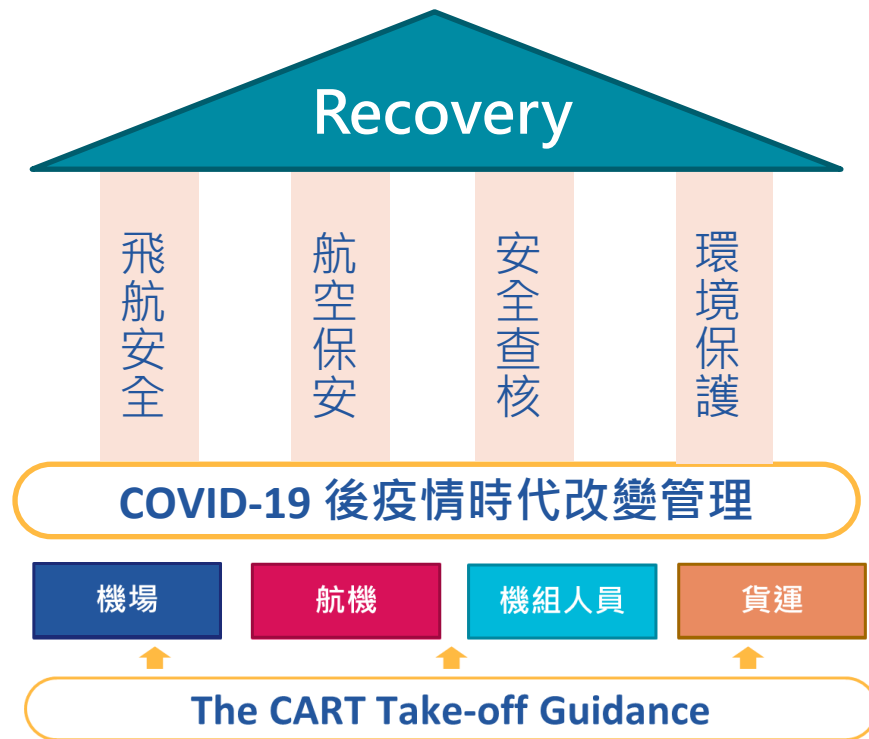 Recovery
飛航安全
航空保安
安全查核
環境保護
COVID-19 後疫情時代改變管理
機場
航機
機組人員
貨運
The CART Take-off Guidance